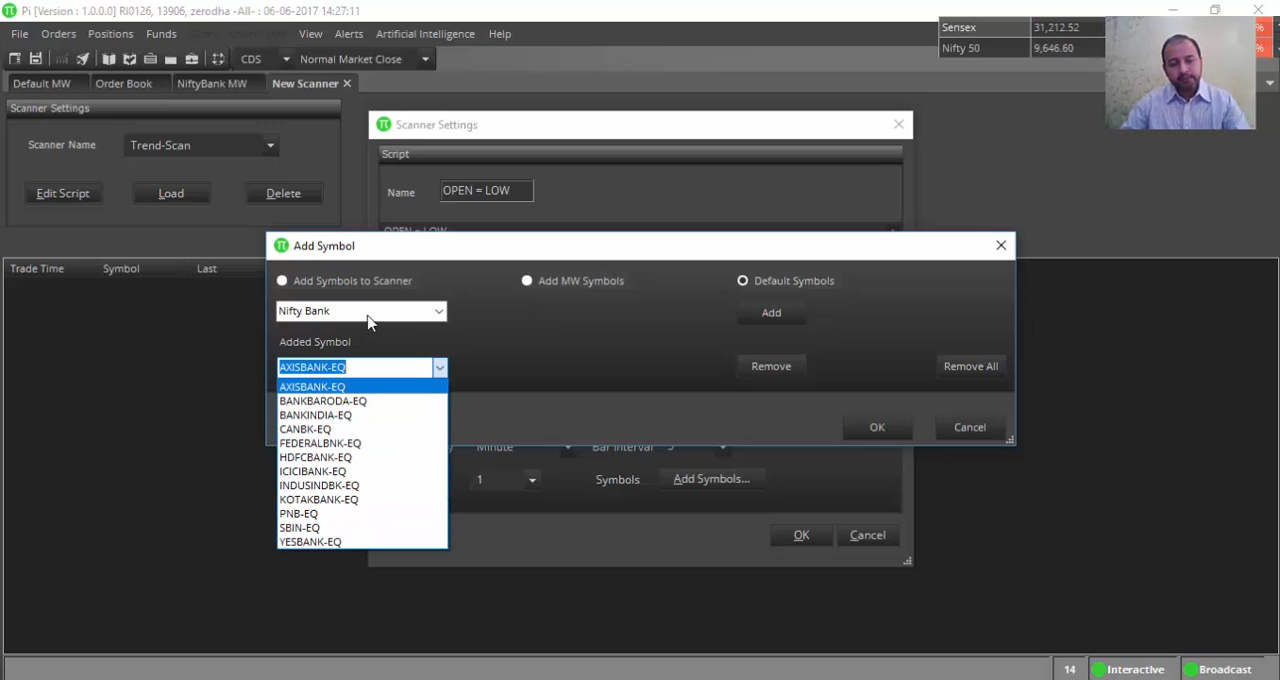 Pi [Version : 1.0.0.0] RI0126, 13906, zerodha -All- : 06-06-2017 14:27:11
File Orders Positions Funds View Alerts Artificial Intelligence Help
Sensex 31,212.52 %
Nifty 50 9,646.60 %
CDS Normal Market Close
Default MW Order Book NiftyBank MW New Scanner
Scanner Settings
Scanner Name Trend-Scan
Edit Script Load Delete
Scanner Settings
Script
Name OPEN = LOW
OPEN = LOW
Trade Time Symbol Last
Add Symbol
Add Symbols to Scanner Add MW Symbols Default Symbols
Nifty Bank Add
Added Symbol
AXISBANK-EQ Remove Remove All
AXISBANK-EQ
BANKBARODA-EQ
BANKINDIA-EQ
CANBK-EQ
FEDERALBNK-EQ
HDFCBANK-EQ
ICICIBANK-EQ
INDUSINDBK-EQ
KOTAKBANK-EQ
PNB-EQ
SBIN-EQ
YESBANK-EQ
OK Cancel
Minute Bar Interval
1 Symbols Add Symbols...
OK Cancel
14 Interactive Broadcast